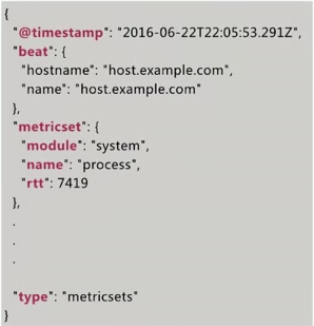 {
"@timestamp": "2016-06-22T22:05:53.291Z",
"beat": {
"hostname": "host.example.com",
"name": "host.example.com"
},
"metricset": {
"module": "system",
"name": "process",
"rtt": 7419
},
.
.
.
"type": "metricsets"
}